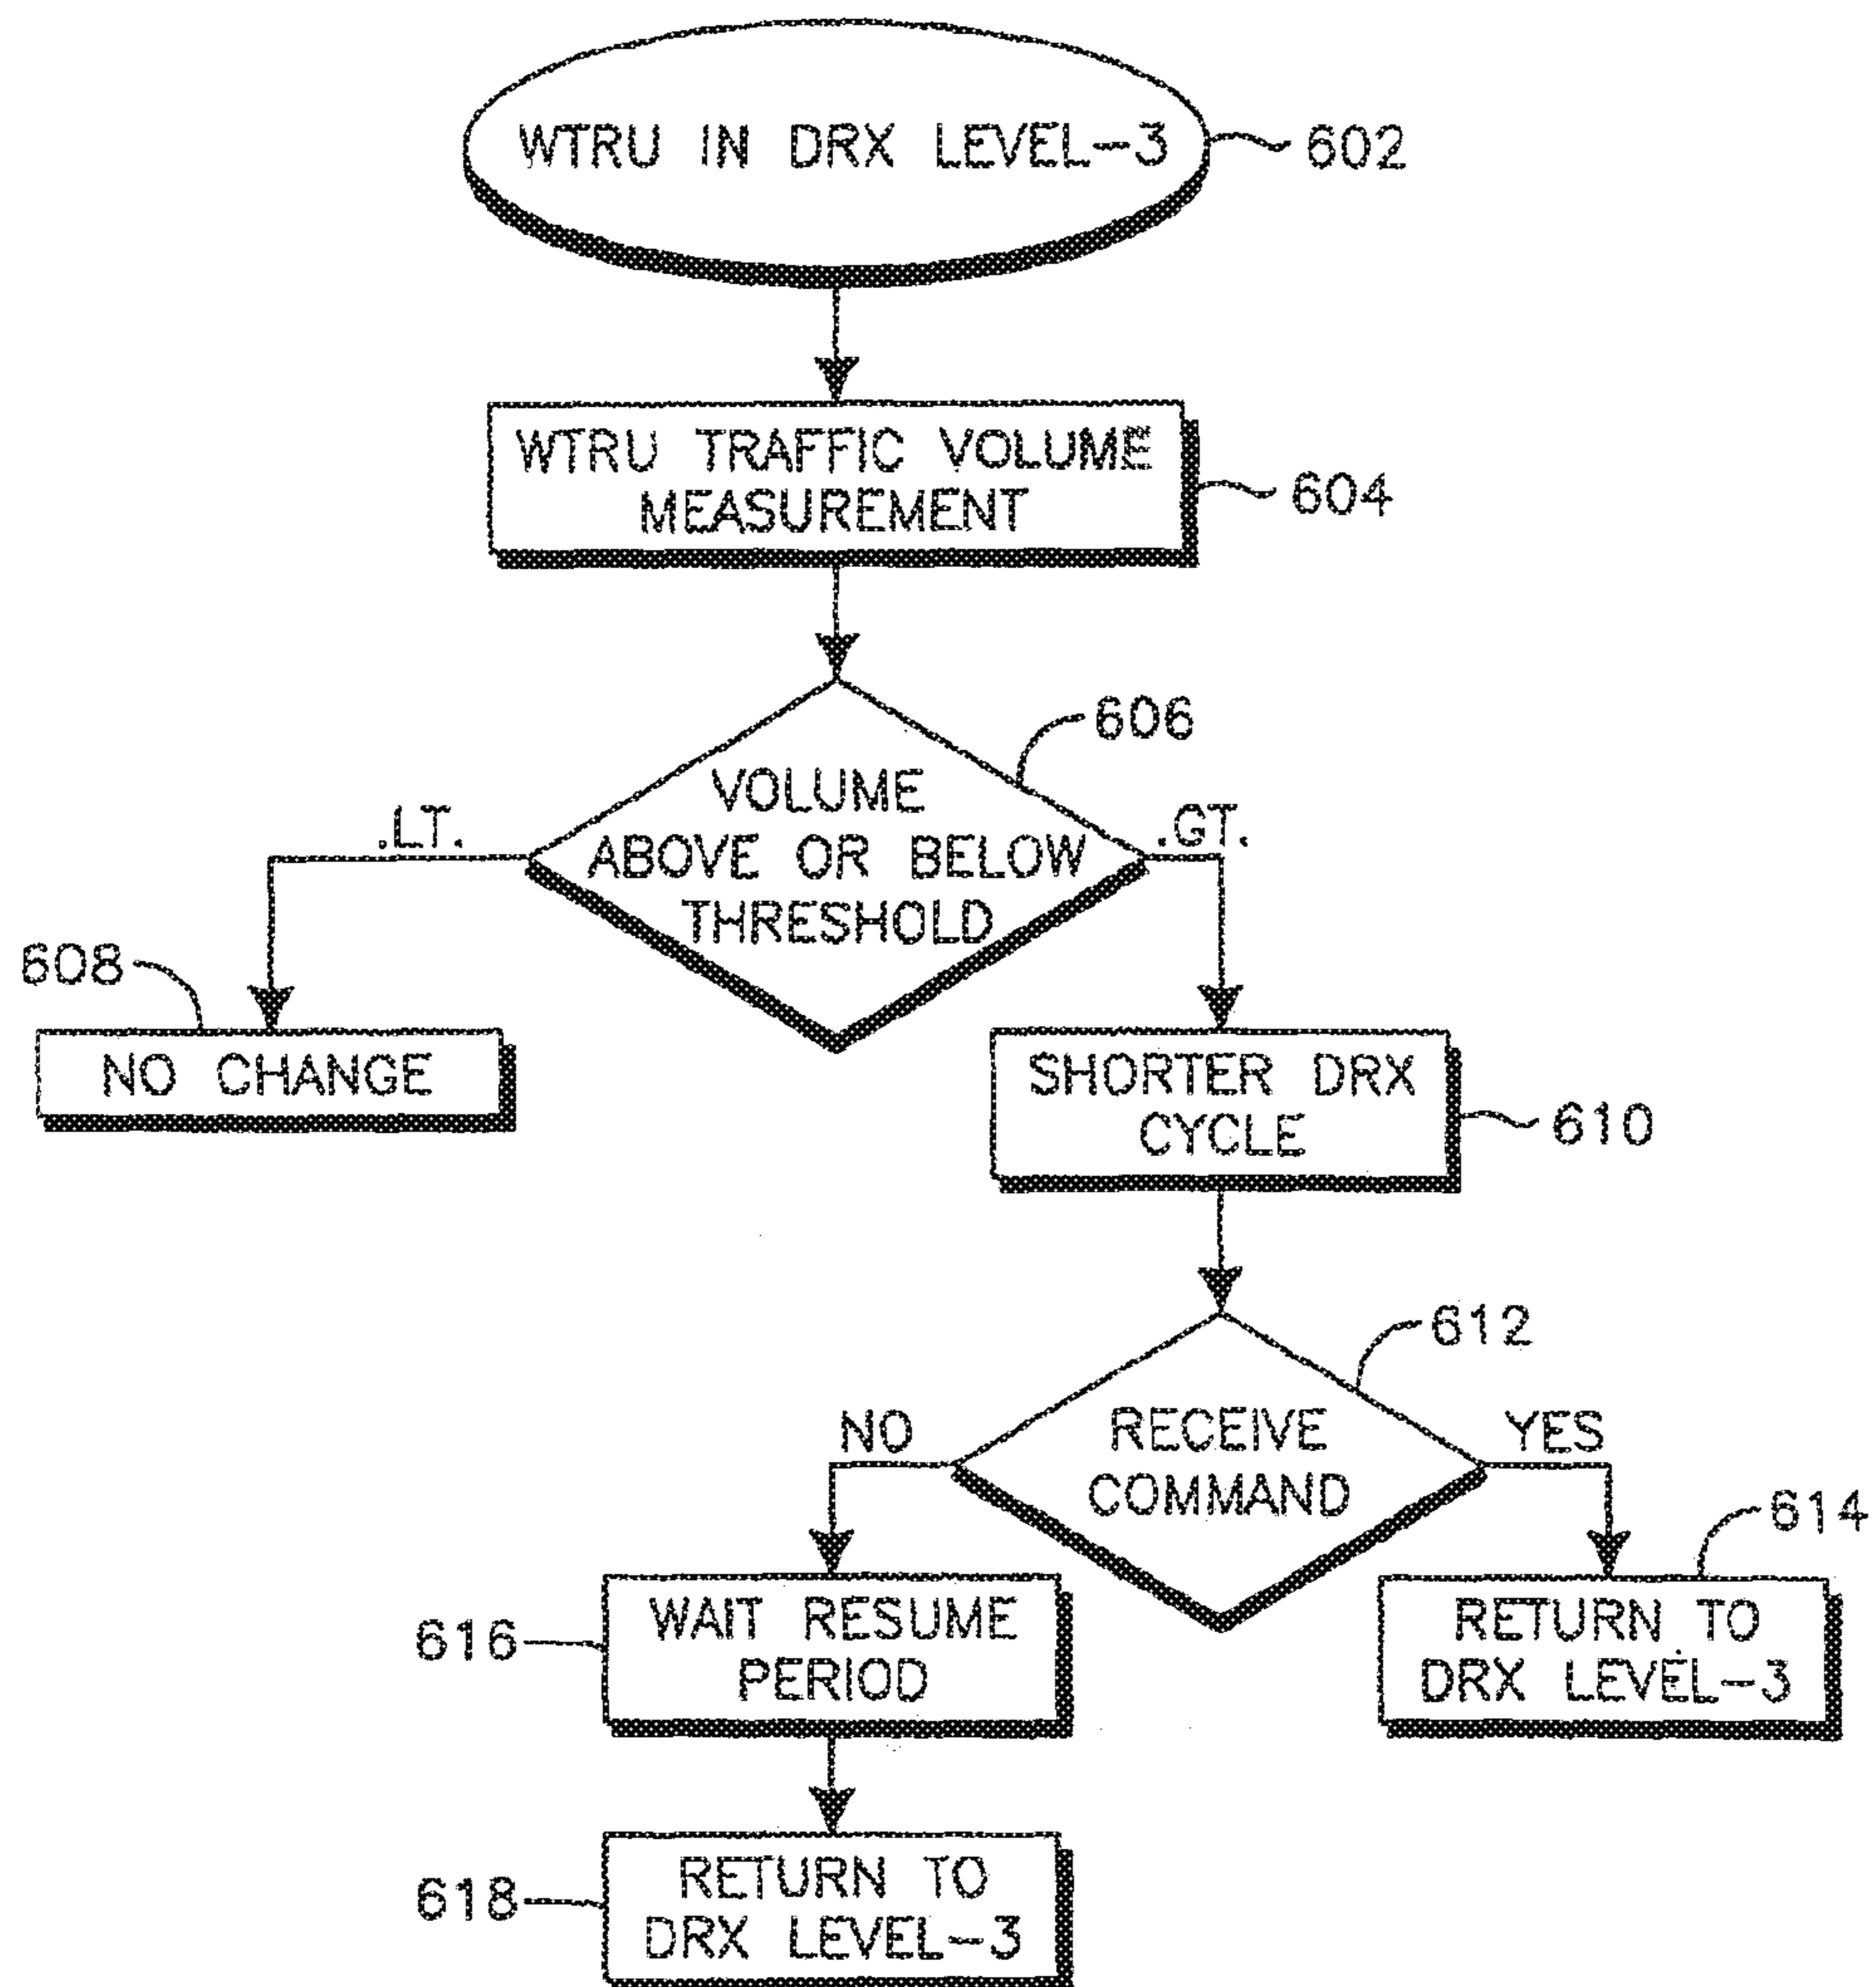 WTRU IN DRX LEVEL-3
602
WTRU TRAFFIC VOLUME
MEASUREMENT
604
606
VOLUME
ABOVE OR BELOW
THRESHOLD
.LT.
.GT.
608
NO CHANGE
SHORTER DRX
CYCLE
610
612
RECEIVE
COMMAND
NO
YES
614
616
WAIT RESUME
PERIOD
RETURN TO
DRX LEVEL-3
618
RETURN TO
DRX LEVEL-3